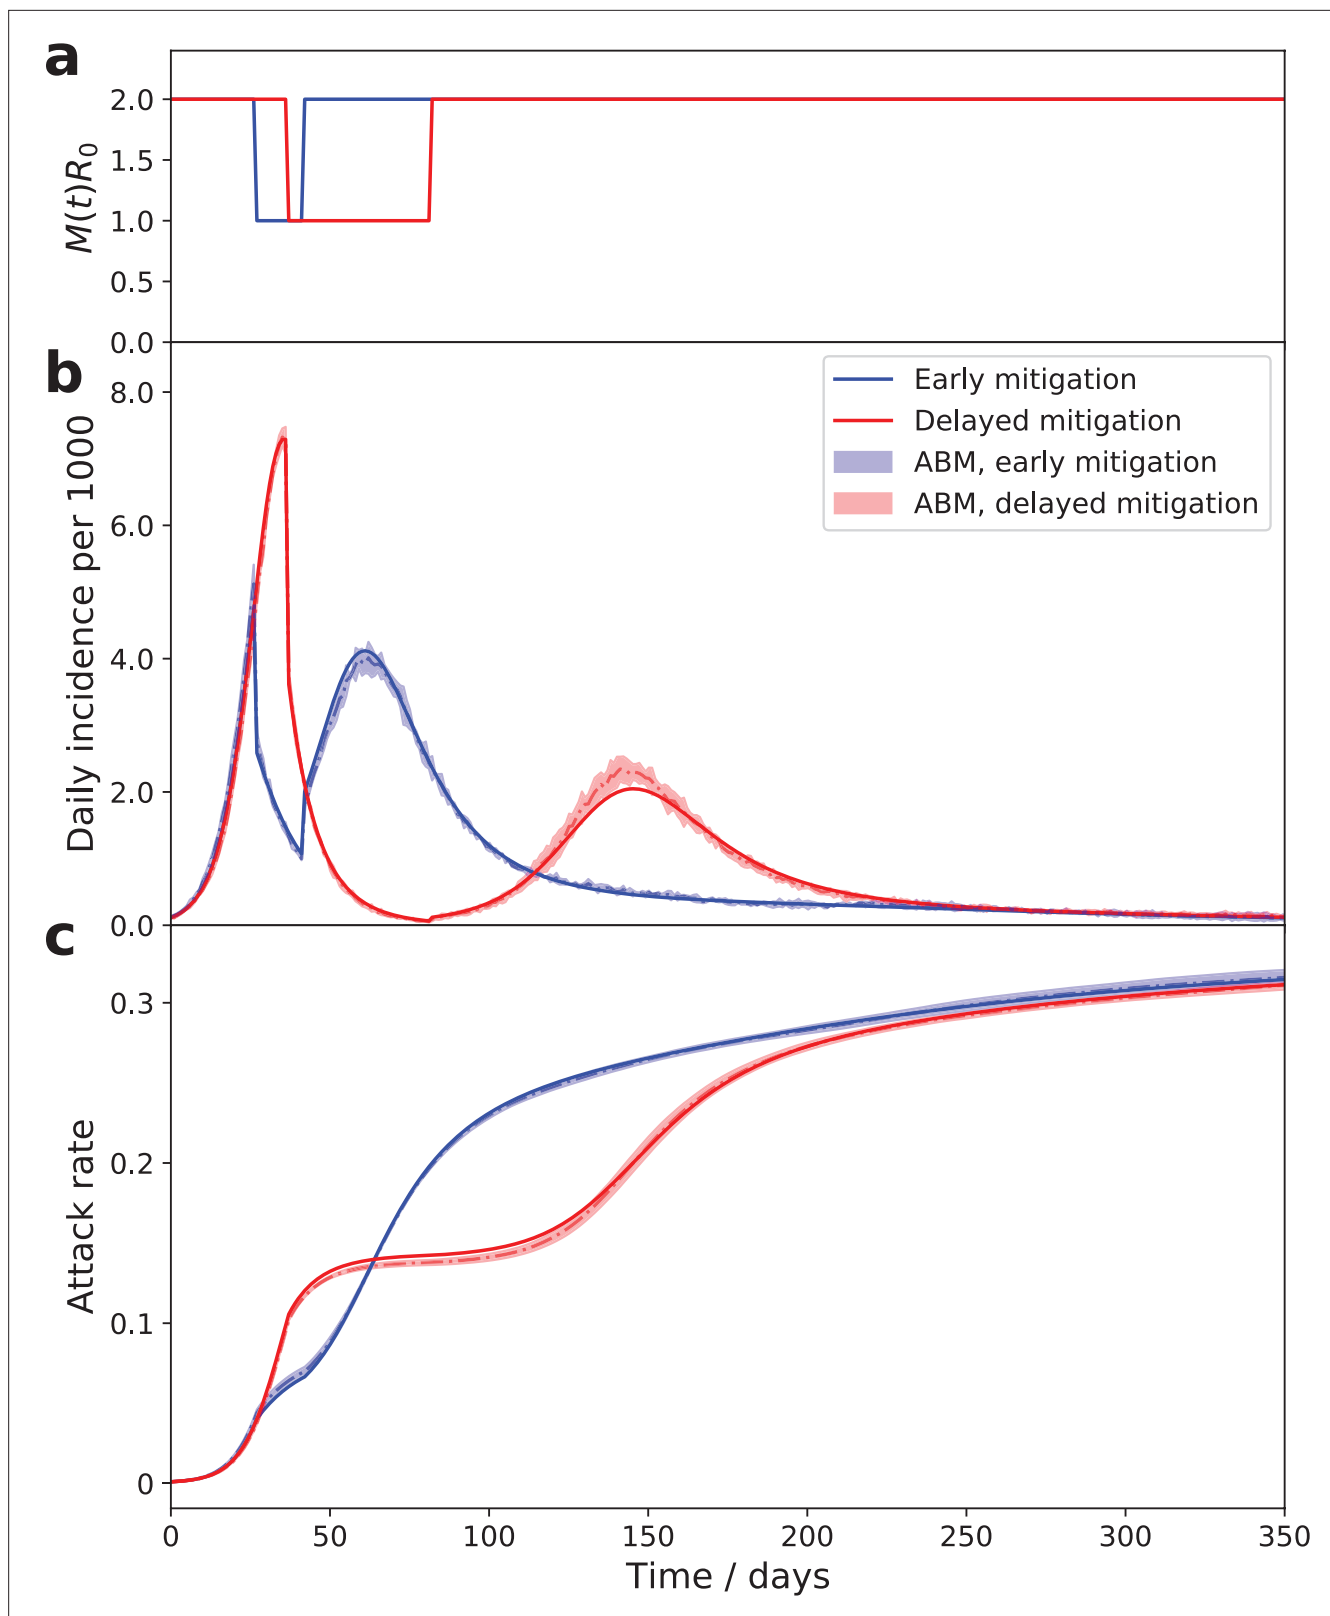 a
2.0
1.5
1.0
0.5
0.0
M(t)R₀
b
8.0
6.0
4.0
2.0
0.0
Daily incidence per 1000
Early mitigation
Delayed mitigation
ABM, early mitigation
ABM, delayed mitigation
c
0.3
0.2
0.1
0
Attack rate
0 50 100 150 200 250 300 350
Time / days